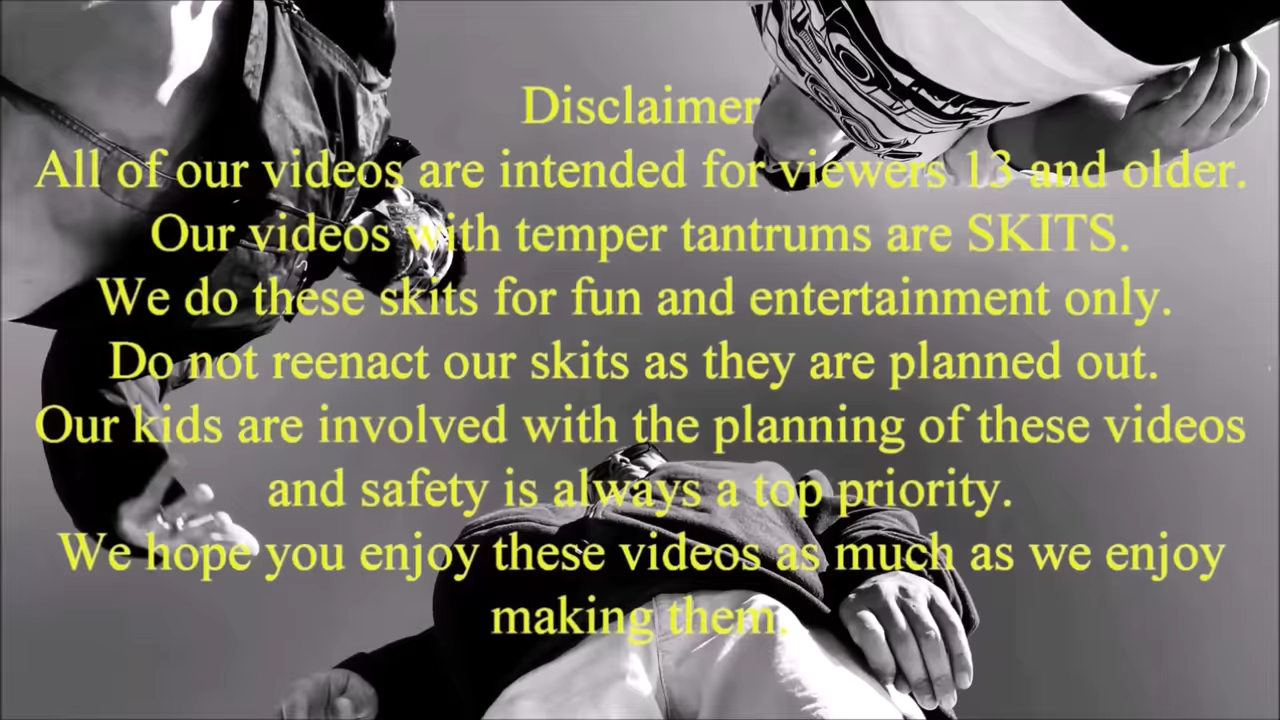 Disclaimer
All of our videos are intended for viewers 13 and older.
Our videos with temper tantrums are SKITS.
We do these skits for fun and entertainment only.
Do not reenact our skits as they are planned out.
Our kids are involved with the planning of these videos
and safety is always a top priority.
We hope you enjoy these videos as much as we enjoy
making them.